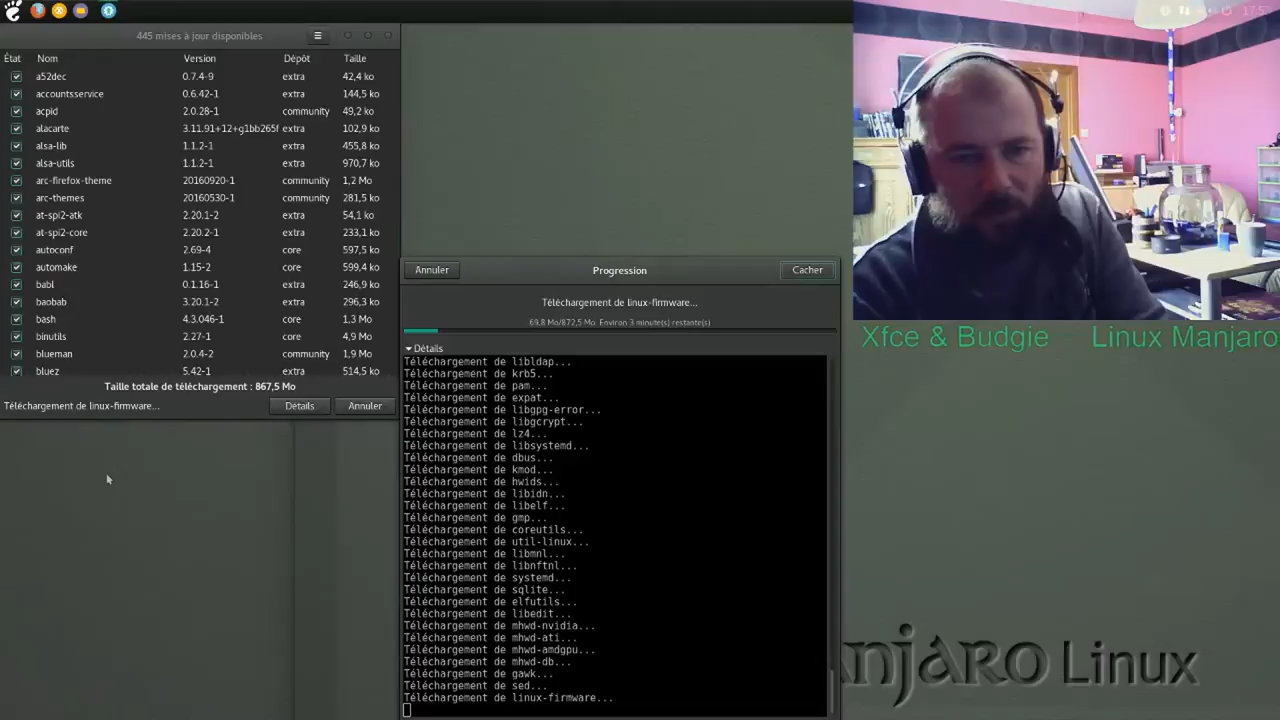 445 mises à jour disponibles
État Nom Version Dépôt Taille
a52dec 0.7.4-9 extra 42,4 ko
accountsservice 0.6.42-1 extra 144,5 ko
acpid 2.0.28-1 community 49,2 ko
alacarte 3.11.91+12+g1bb265f extra 102,9 ko
alsa-lib 1.1.2-1 extra 455,8 ko
alsa-utils 1.1.2-1 extra 970,7 ko
arc-firefox-theme 20160920-1 community 1,2 Mo
arc-themes 20160530-1 community 281,5 ko
at-spi2-atk 2.20.1-2 extra 54,1 ko
at-spi2-core 2.20.2-1 extra 233,1 ko
autoconf 2.69-4 core 597,5 ko
automake 1.15-2 core 599,4 ko
babl 0.1.16-1 extra 246,9 ko
baobab 3.20.1-2 extra 296,3 ko
bash 4.3.046-1 core 1,3 Mo
binutils 2.27-1 core 4,9 Mo
blueman 2.0.4-2 community 1,9 Mo
bluez 5.42-1 extra 514,5 ko
Taille totale de téléchargement : 867,5 Mo
Téléchargement de linux-firmware... Détails Annuler
Annuler Progression Cacher
Téléchargement de linux-firmware...
69,8 Mo/872,5 Mo Environ 3 minute(s) restante(s)
Détails
Téléchargement de libldap...
Téléchargement de krb5...
Téléchargement de pam...
Téléchargement de expat...
Téléchargement de libgpg-error...
Téléchargement de libgcrypt...
Téléchargement de lz4...
Téléchargement de libsystemd...
Téléchargement de dbus...
Téléchargement de kmod...
Téléchargement de hwids...
Téléchargement de libidn...
Téléchargement de libelf...
Téléchargement de gmp...
Téléchargement de coreutils...
Téléchargement de util-linux...
Téléchargement de libmnl...
Téléchargement de libnftnl...
Téléchargement de systemd...
Téléchargement de sqlite...
Téléchargement de elfutils...
Téléchargement de libedit...
Téléchargement de mhwd-nvidia...
Téléchargement de mhwd-ati...
Téléchargement de mhwd-amdgpu...
Téléchargement de mhwd-db...
Téléchargement de gawk...
Téléchargement de sed...
Téléchargement de linux-firmware...
Xfce & Budgie Linux Manjaro
anjaro Linux